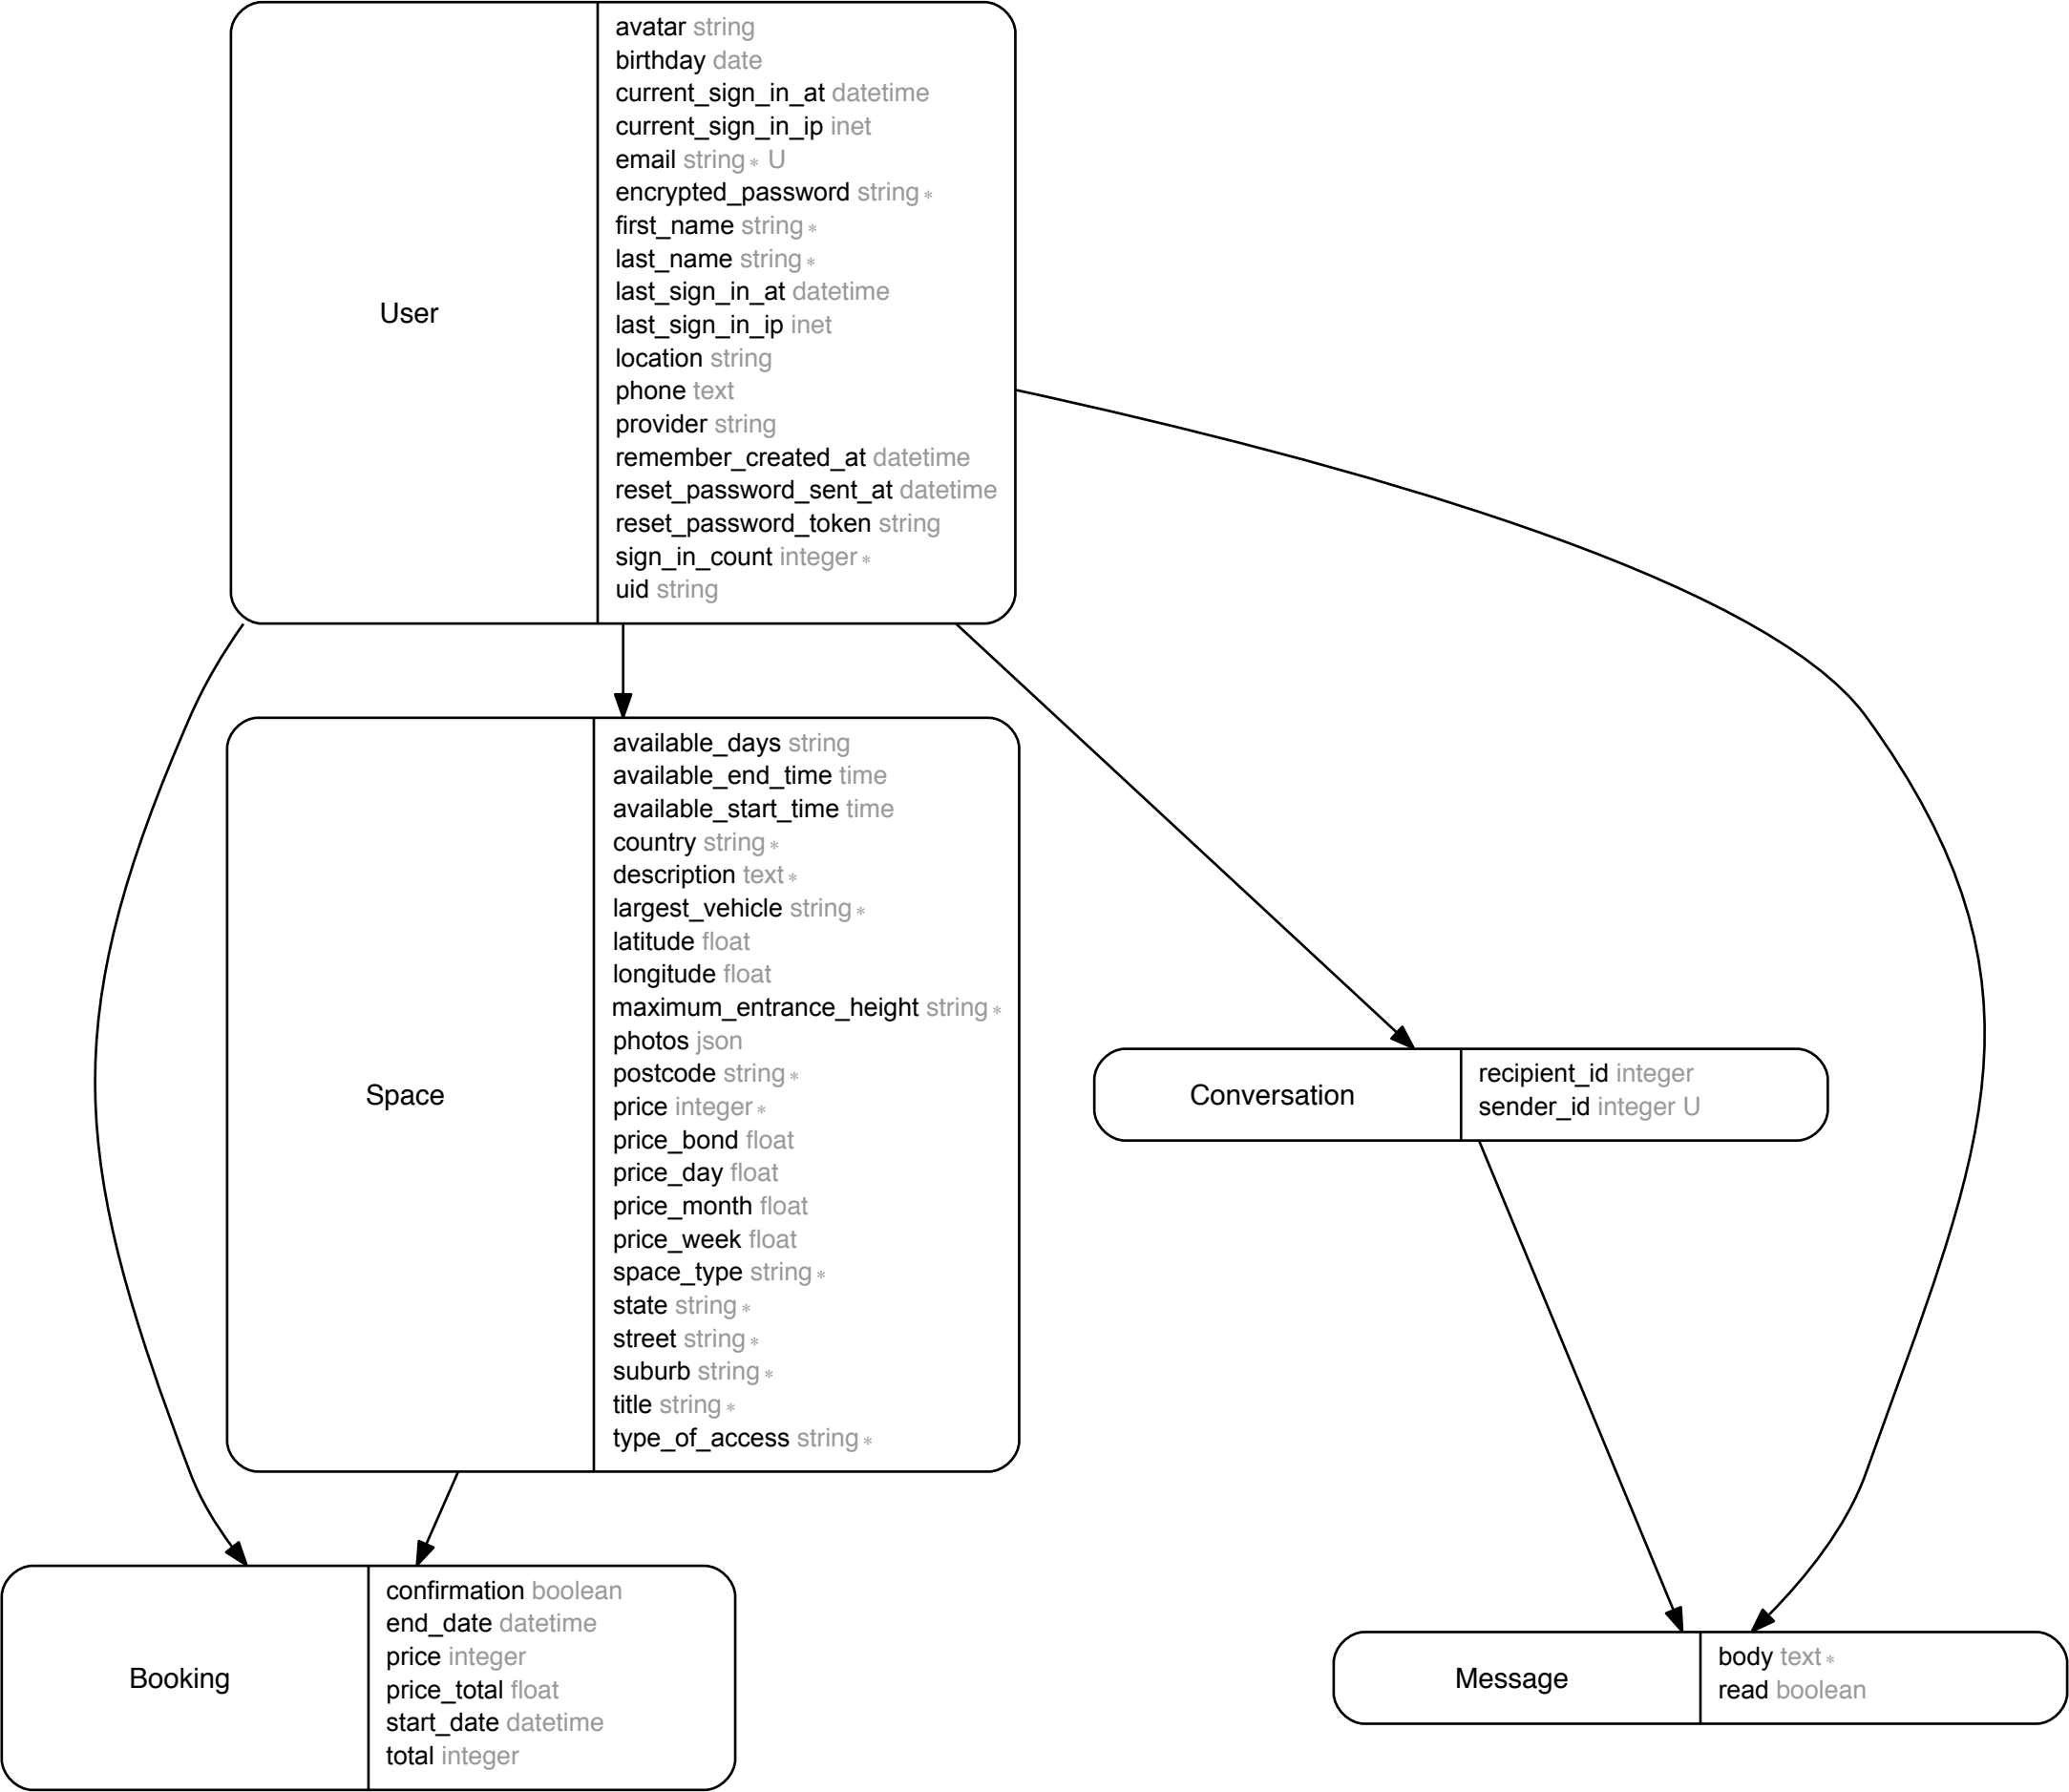 User
avatar string
birthday date
current_sign_in_at datetime
current_sign_in_ip inet
email string * U
encrypted_password string *
first_name string *
last_name string *
last_sign_in_at datetime
last_sign_in_ip inet
location string
phone text
provider string
remember_created_at datetime
reset_password_sent_at datetime
reset_password_token string
sign_in_count integer *
uid string
Space
available_days string
available_end_time time
available_start_time time
country string *
description text *
largest_vehicle string *
latitude float
longitude float
maximum_entrance_height string *
photos json
postcode string *
price integer *
price_bond float
price_day float
price_month float
price_week float
space_type string *
state string *
street string *
suburb string *
title string *
type_of_access string *
Conversation
recipient_id integer
sender_id integer U
Booking
confirmation boolean
end_date datetime
price integer
price_total float
start_date datetime
total integer
Message
body text *
read boolean